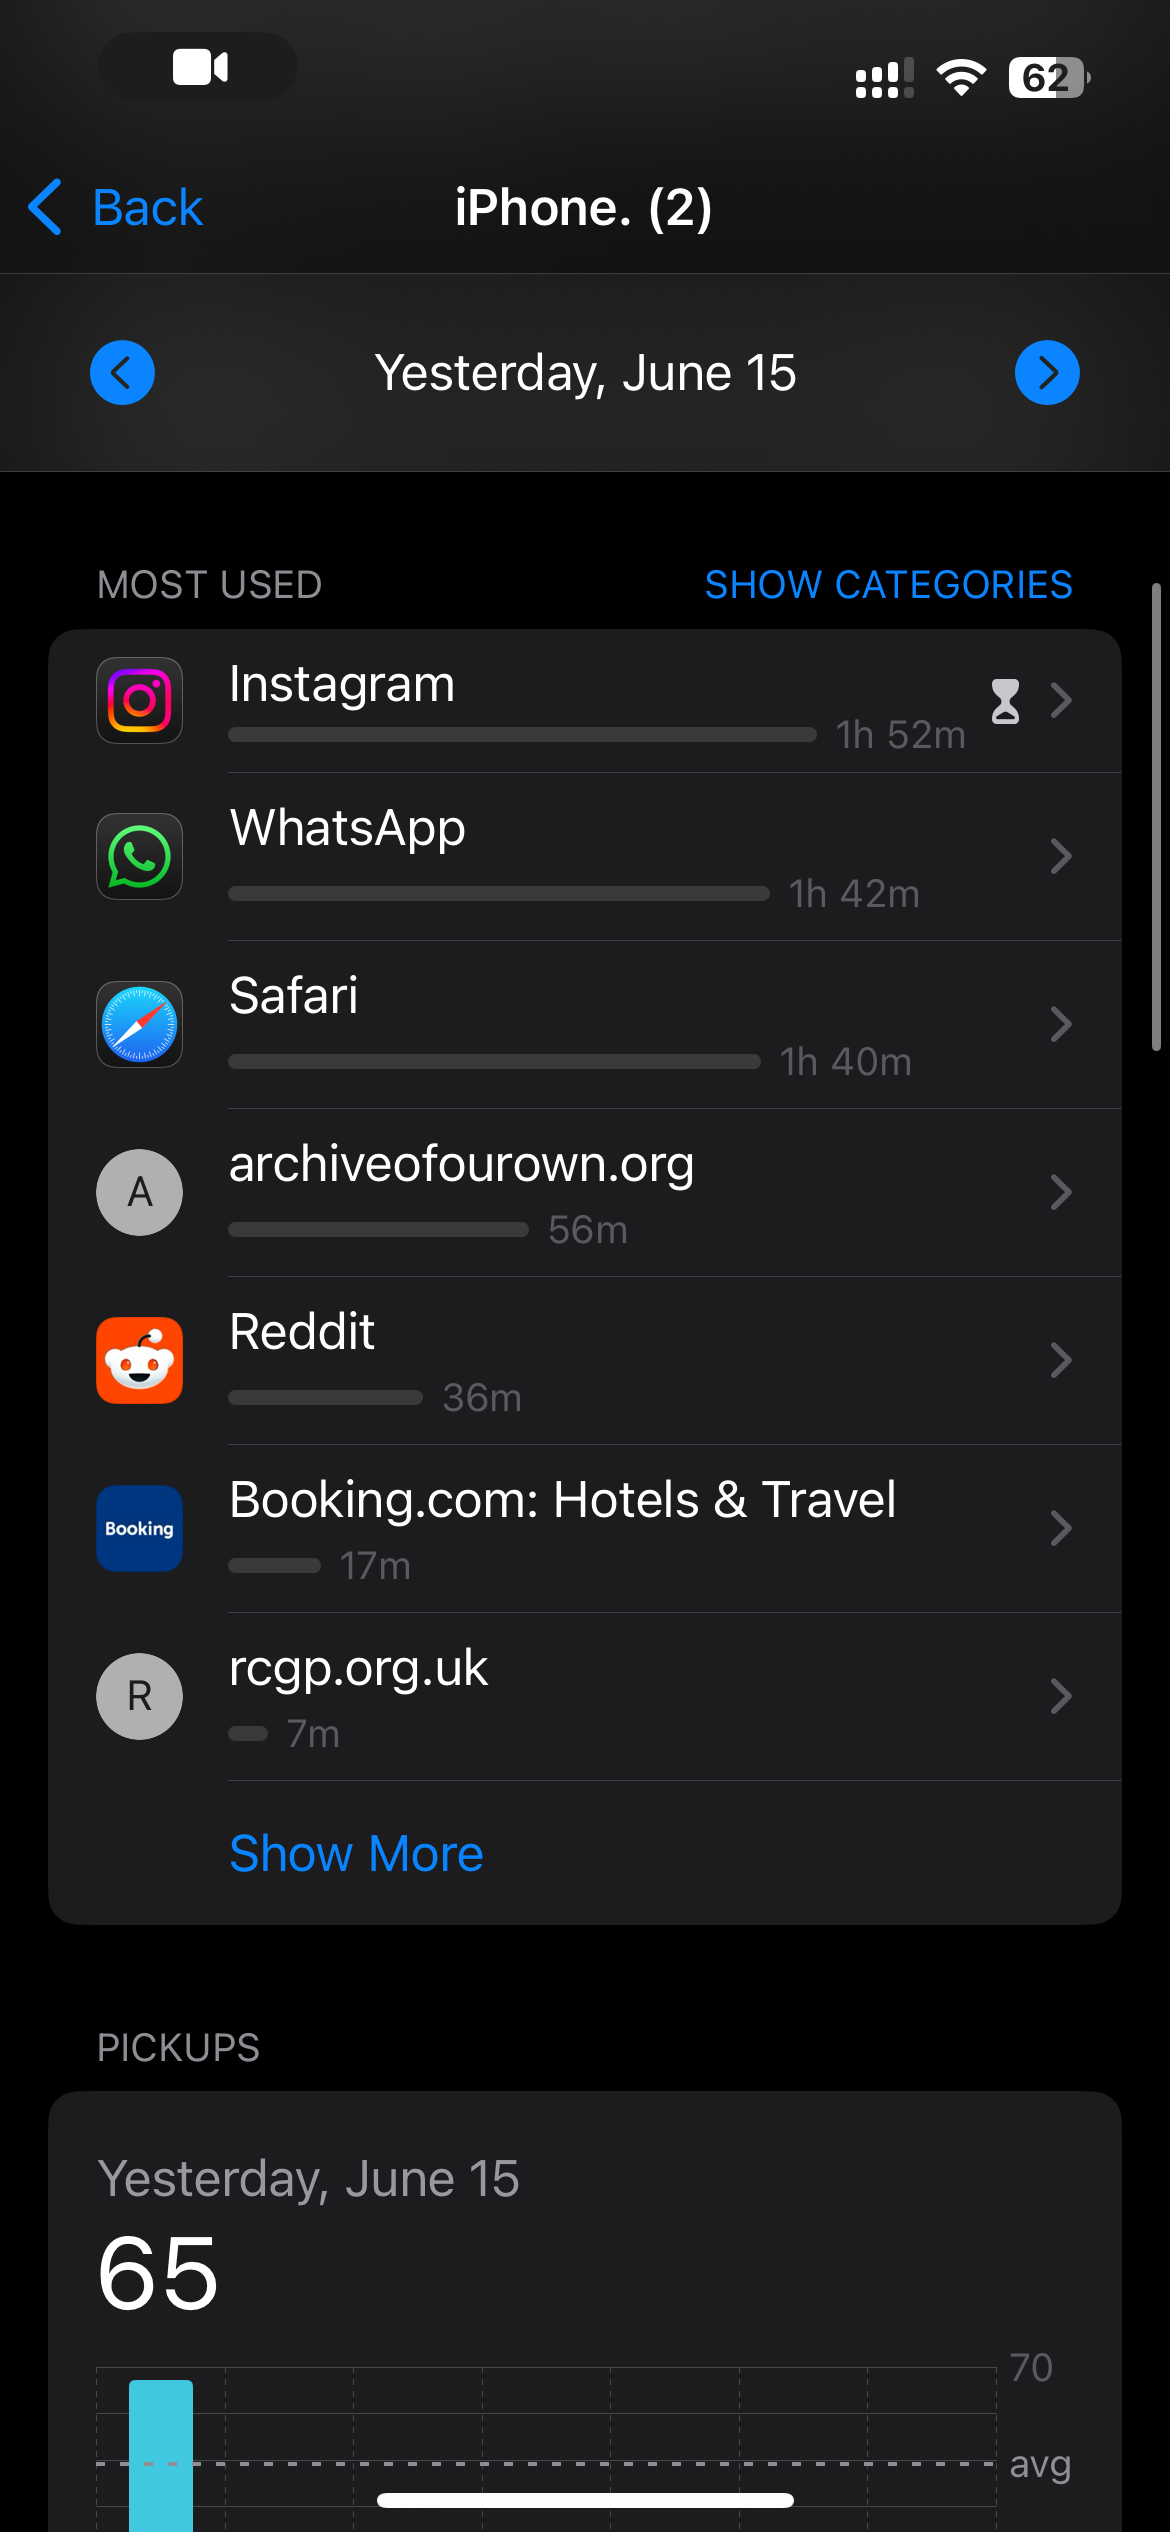 62
Back
iPhone. (2)
Yesterday, June 15
MOST USED
SHOW CATEGORIES
Instagram
1h 52m
WhatsApp
1h 42m
Safari
1h 40m
A
archiveofourown.org
56m
Reddit
36m
Booking
Booking.com: Hotels & Travel
17m
R
rcgp.org.uk
7m
Show More
PICKUPS
Yesterday, June 15
65
70
avg